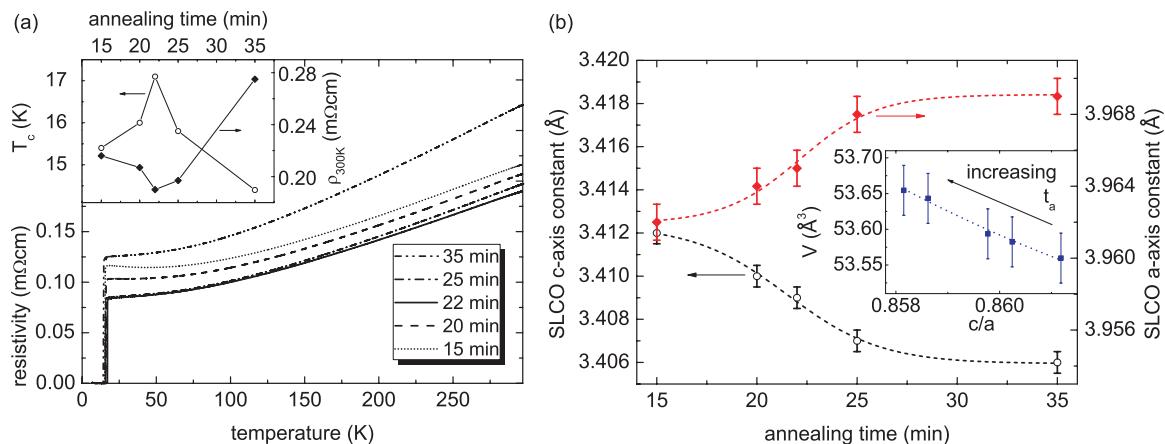 (a)
annealing time (min)
15 20 25 35
17
16
15
T_c (K)
0.28
0.24
0.20
ρ_300K (mΩcm)
0.15
0.10
0.05
0.00
resistivity (mΩcm)
35 min
25 min
22 min
20 min
15 min
0 50 100 150 200 250
temperature (K)
(b)
3.420
3.418
3.416
3.414
3.412
3.410
3.408
3.406
SLCO c-axis constant (Å)
3.968
3.964
3.960
3.956
SLCO a-axis constant (Å)
53.70
53.65
53.60
53.55
V (Å³)
increasing
t_a
0.858 0.860
c/a
15 20 25 30 35
annealing time (min)